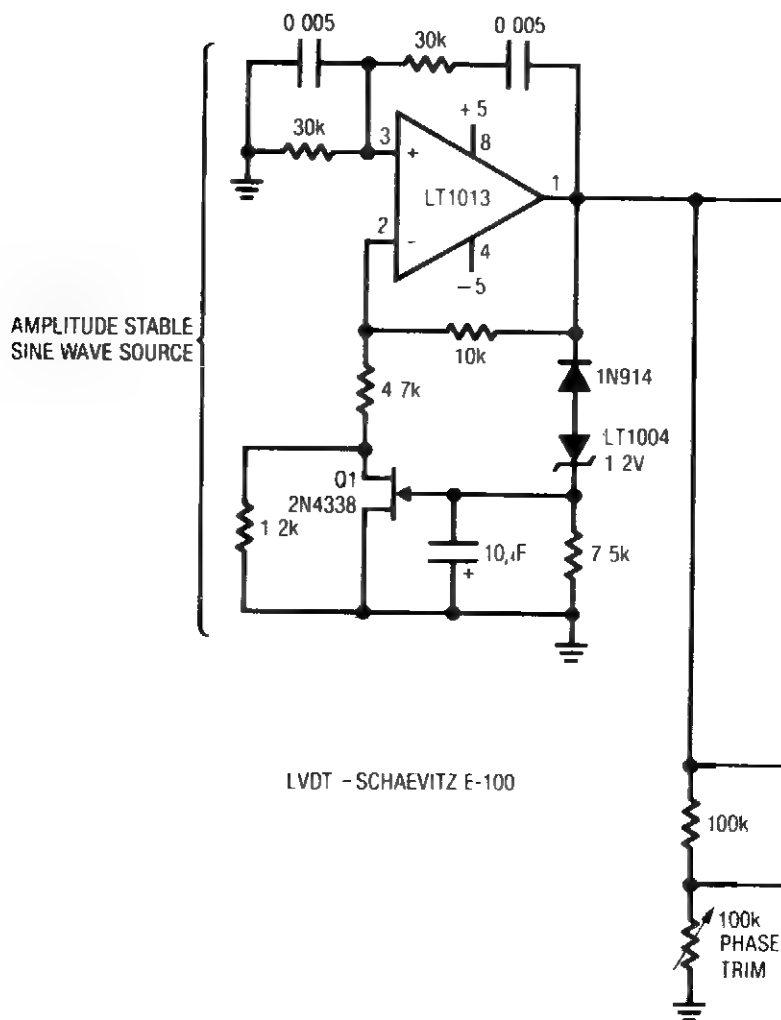 0 005
0 005
30k
30k
+5
3
8
+
LT1013
1
2
-
4
-5
AMPLITUDE STABLE
SINE WAVE SOURCE
10k
1N914
4 7k
LT1004
1 2V
Q1
2N4338
1 2k
10
F
7 5k
+
LVDT - SCHAEVITZ E-100
100k
100k
PHASE
TRIM